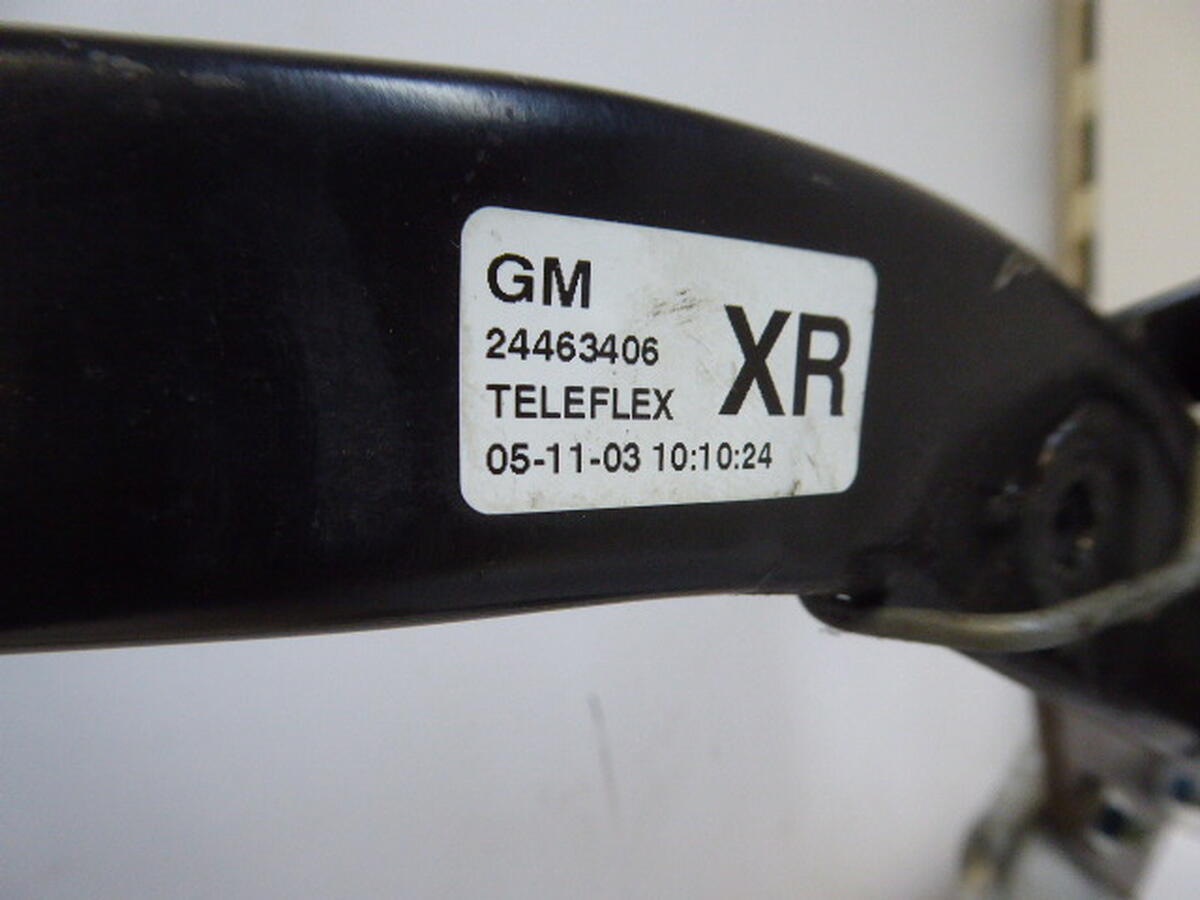 GM
24463406
TELEFLEX
XR
05-11-03 10:10:24